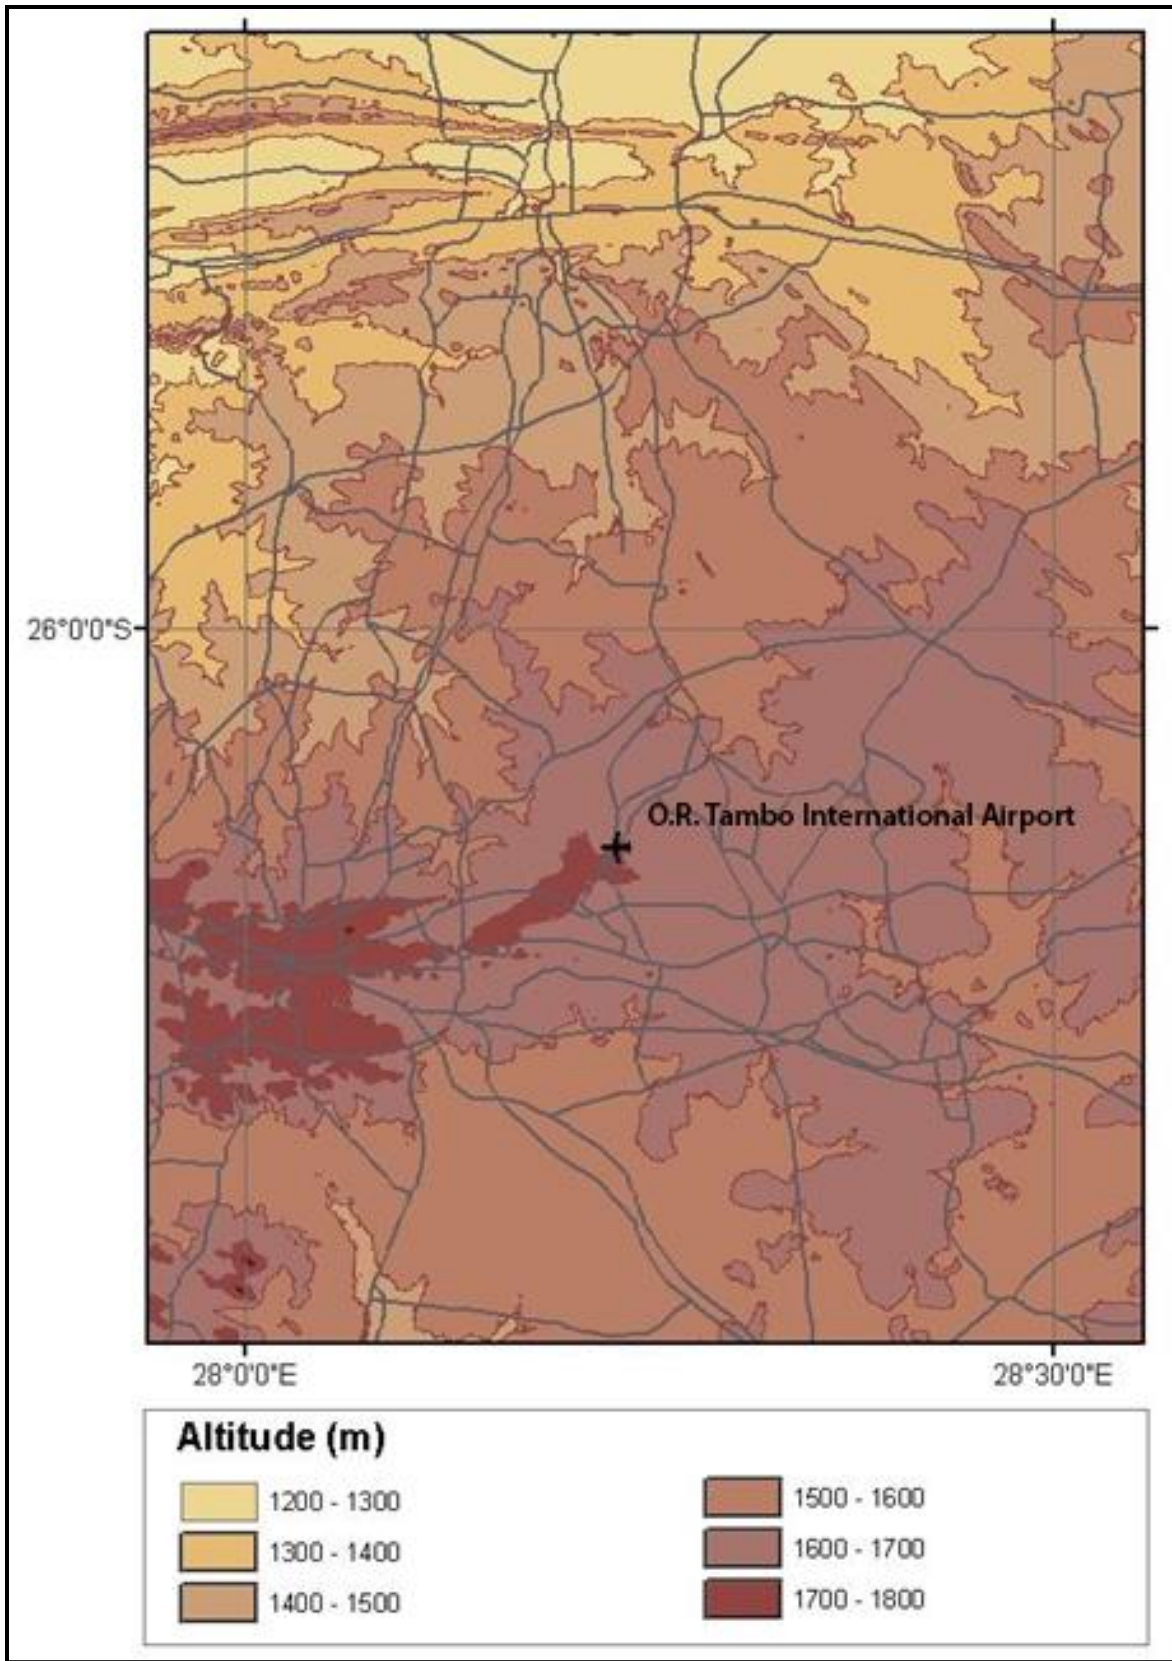 26°0'0"S
O.R. Tambo International Airport
28°0'0"E
28°30'0"E
Altitude (m)
1200 - 1300
1300 - 1400
1400 - 1500
1500 - 1600
1600 - 1700
1700 - 1800